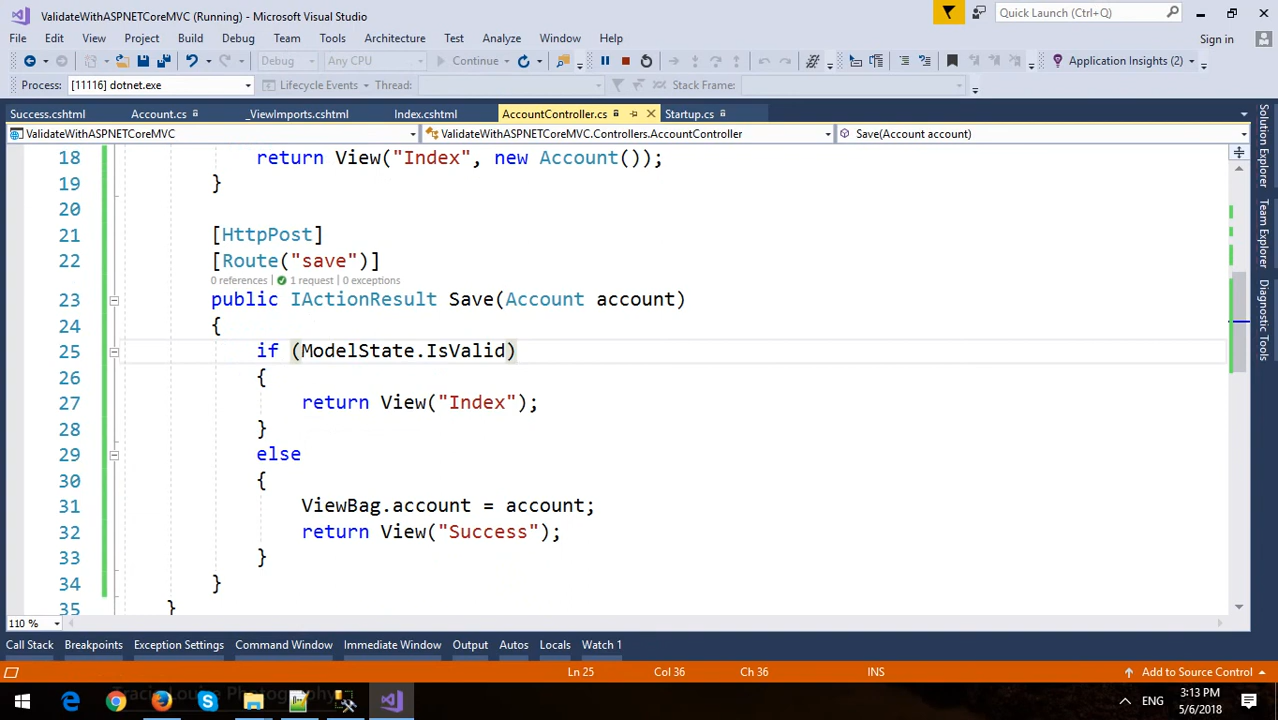 ValidateWithASPNETCoreMVC (Running) - Microsoft Visual Studio
Quick Launch (Ctrl+Q)
File Edit View Project Build Debug Team Tools Architecture Test Analyze Window Help
Sign in
Debug Any CPU Continue Application Insights (2)
Process: [11116] dotnet.exe Lifecycle Events Thread: Stack Frame:
Success.cshtml Account.cs _ViewImports.cshtml Index.cshtml AccountController.cs Startup.cs
ValidateWithASPNETCoreMVC ValidateWithASPNETCoreMVC.Controllers.AccountController Save(Account account)
18 return View("Index", new Account());
19 }
20
21 [HttpPost]
22 [Route("save")]
0 references | 1 request | 0 exceptions
23 public IActionResult Save(Account account)
24 {
25 if (ModelState.IsValid)
26 {
27 return View("Index");
28 }
29 else
30 {
31 ViewBag.account = account;
32 return View("Success");
33 }
34 }
35 }
Solution Explorer
Team Explorer
Diagnostic Tools
110 %
Call Stack Breakpoints Exception Settings Command Window Immediate Window Output Autos Locals Watch 1
Ln 25 Col 36 Ch 36 INS Add to Source Control
ENG
3:13 PM
5/6/2018